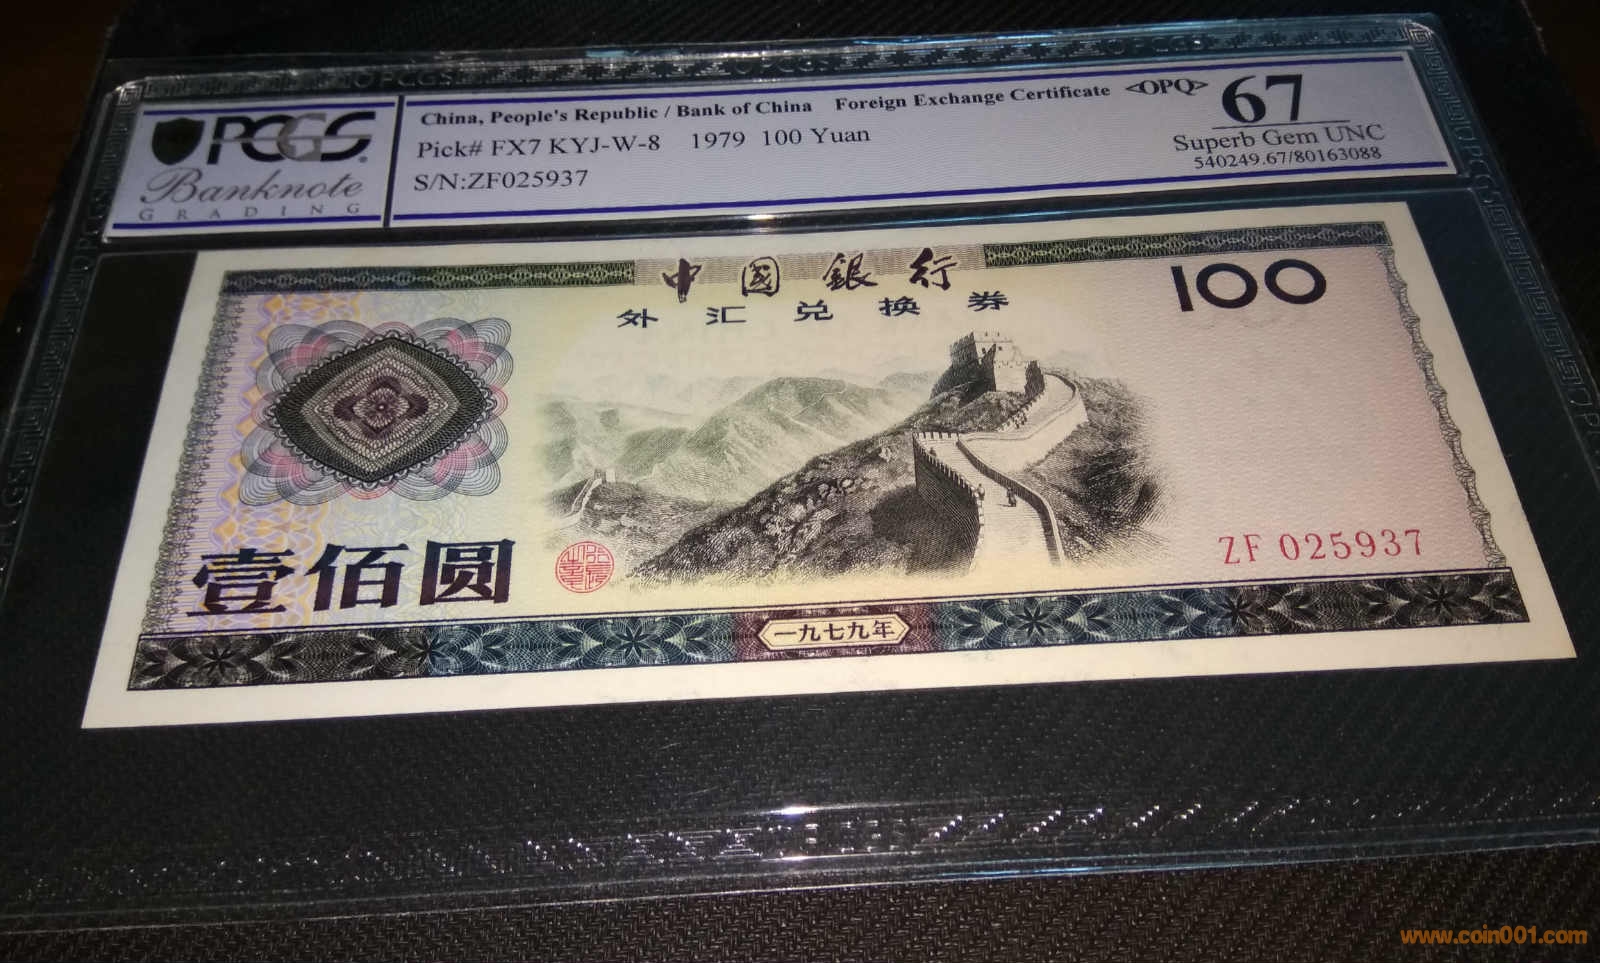 PCGS
Banknote
GRADING
China, People's Republic / Bank of China Foreign Exchange Certificate <OPQ> 67
Pick# FX7 KYJ-W-8 1979 100 Yuan Superb Gem UNC
S/N:ZF025937 540249.67/80163088
中國銀行
外汇兑换券
100
ZF 025937
壹佰圆
一九七九年
www.coin001.com